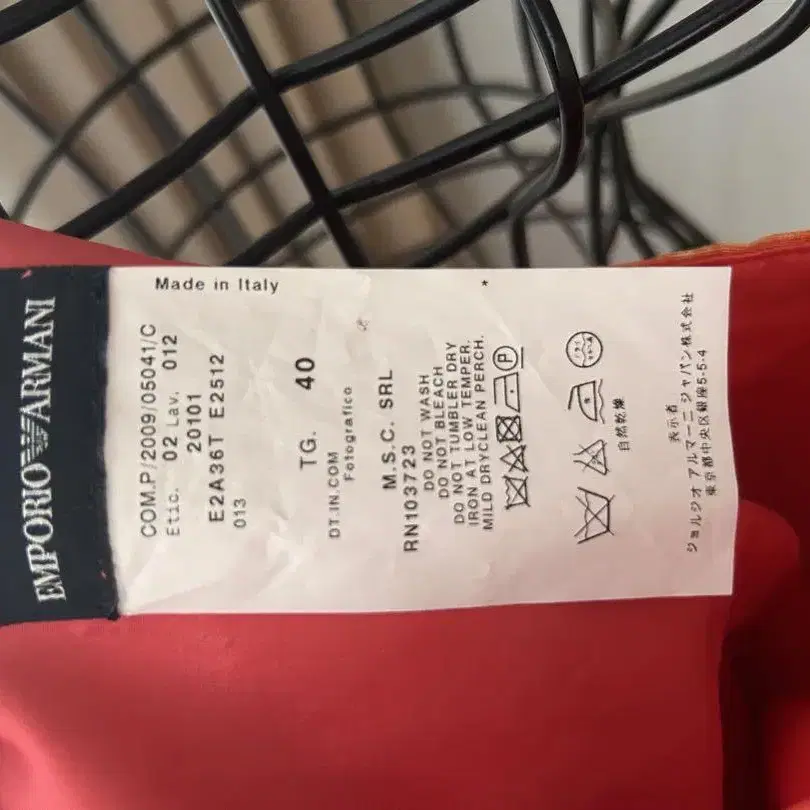 EMPORIO ARMANI
Made in Italy
*
COM.P/2009/05041/C
Etic. 02 Lav. 012
20101
E2A36T E2512
013
TG. 40
DT.IN.COM
Fotografico
M.S.C. SRL
RN103723
DO NOT WASH
DO NOT BLEACH
DO NOT TUMBLER DRY
IRON AT LOW TEMPER.
MILD DRYCLEAN PERCH.
P
自然乾燥
表示者
ジョルジオ アルマーニ ジャパン株式会社
東京都中央区銀座5-5-4